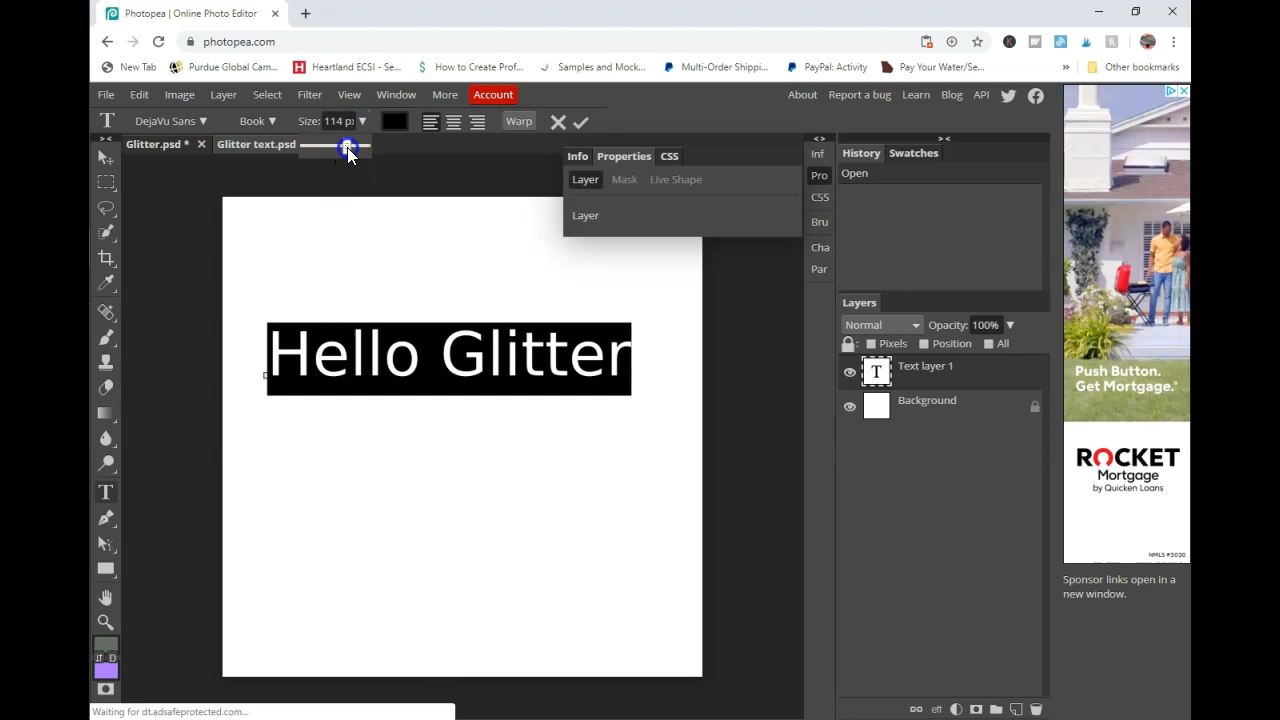 Photopea | Online Photo Editor
photopea.com
New Tab
Purdue Global Cam...
Heartland ECSI - Se...
How to Create Prof...
Samples and Mock...
Multi-Order Shippi...
PayPal: Activity
Pay Your Water/Se...
»
Other bookmarks
File Edit Image Layer Select Filter View Window More Account
About Report a bug Learn Blog API
DejaVu Sans Book Size: 114 px Warp
Glitter.psd *
Glitter text.psd
Info Properties CSS
Layer Mask Live Shape
Layer
Inf
Pro
CSS
Bru
Cha
Par
History Swatches
Open
Layers
Normal Opacity: 100%
: Pixels Position All
T Text layer 1
Background
eff
Hello Glitter
Push Button.
Get Mortgage.
ROCKET
Mortgage
by Quicken Loans
NMLS #3030
Sponsor links open in a
new window.
Waiting for dt.adsafeprotected.com...